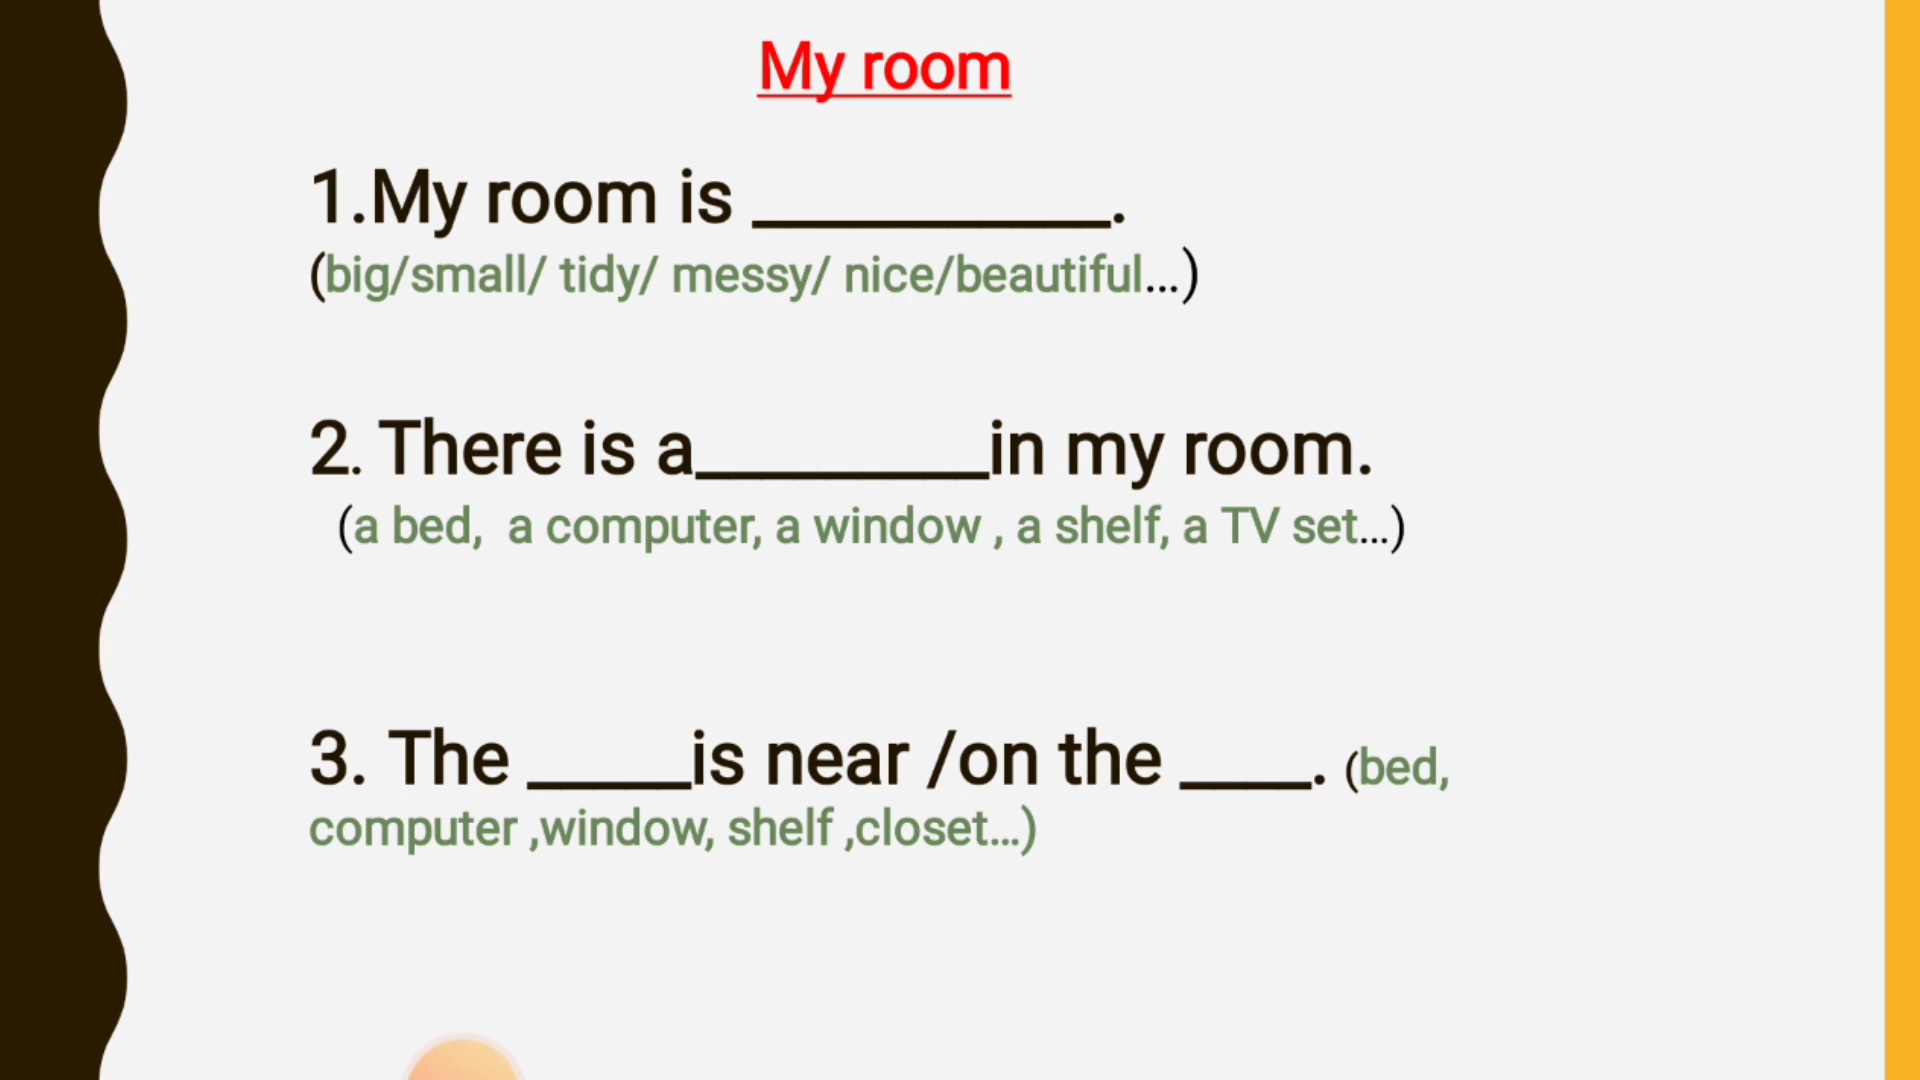 My room
1.My room is ___________.
(big/small/ tidy/ messy/ nice/beautiful...)
2. There is a_________in my room.
(a bed,  a computer, a window , a shelf, a TV set...)
3. The _____is near /on the ____. (bed,
computer ,window, shelf ,closet...)